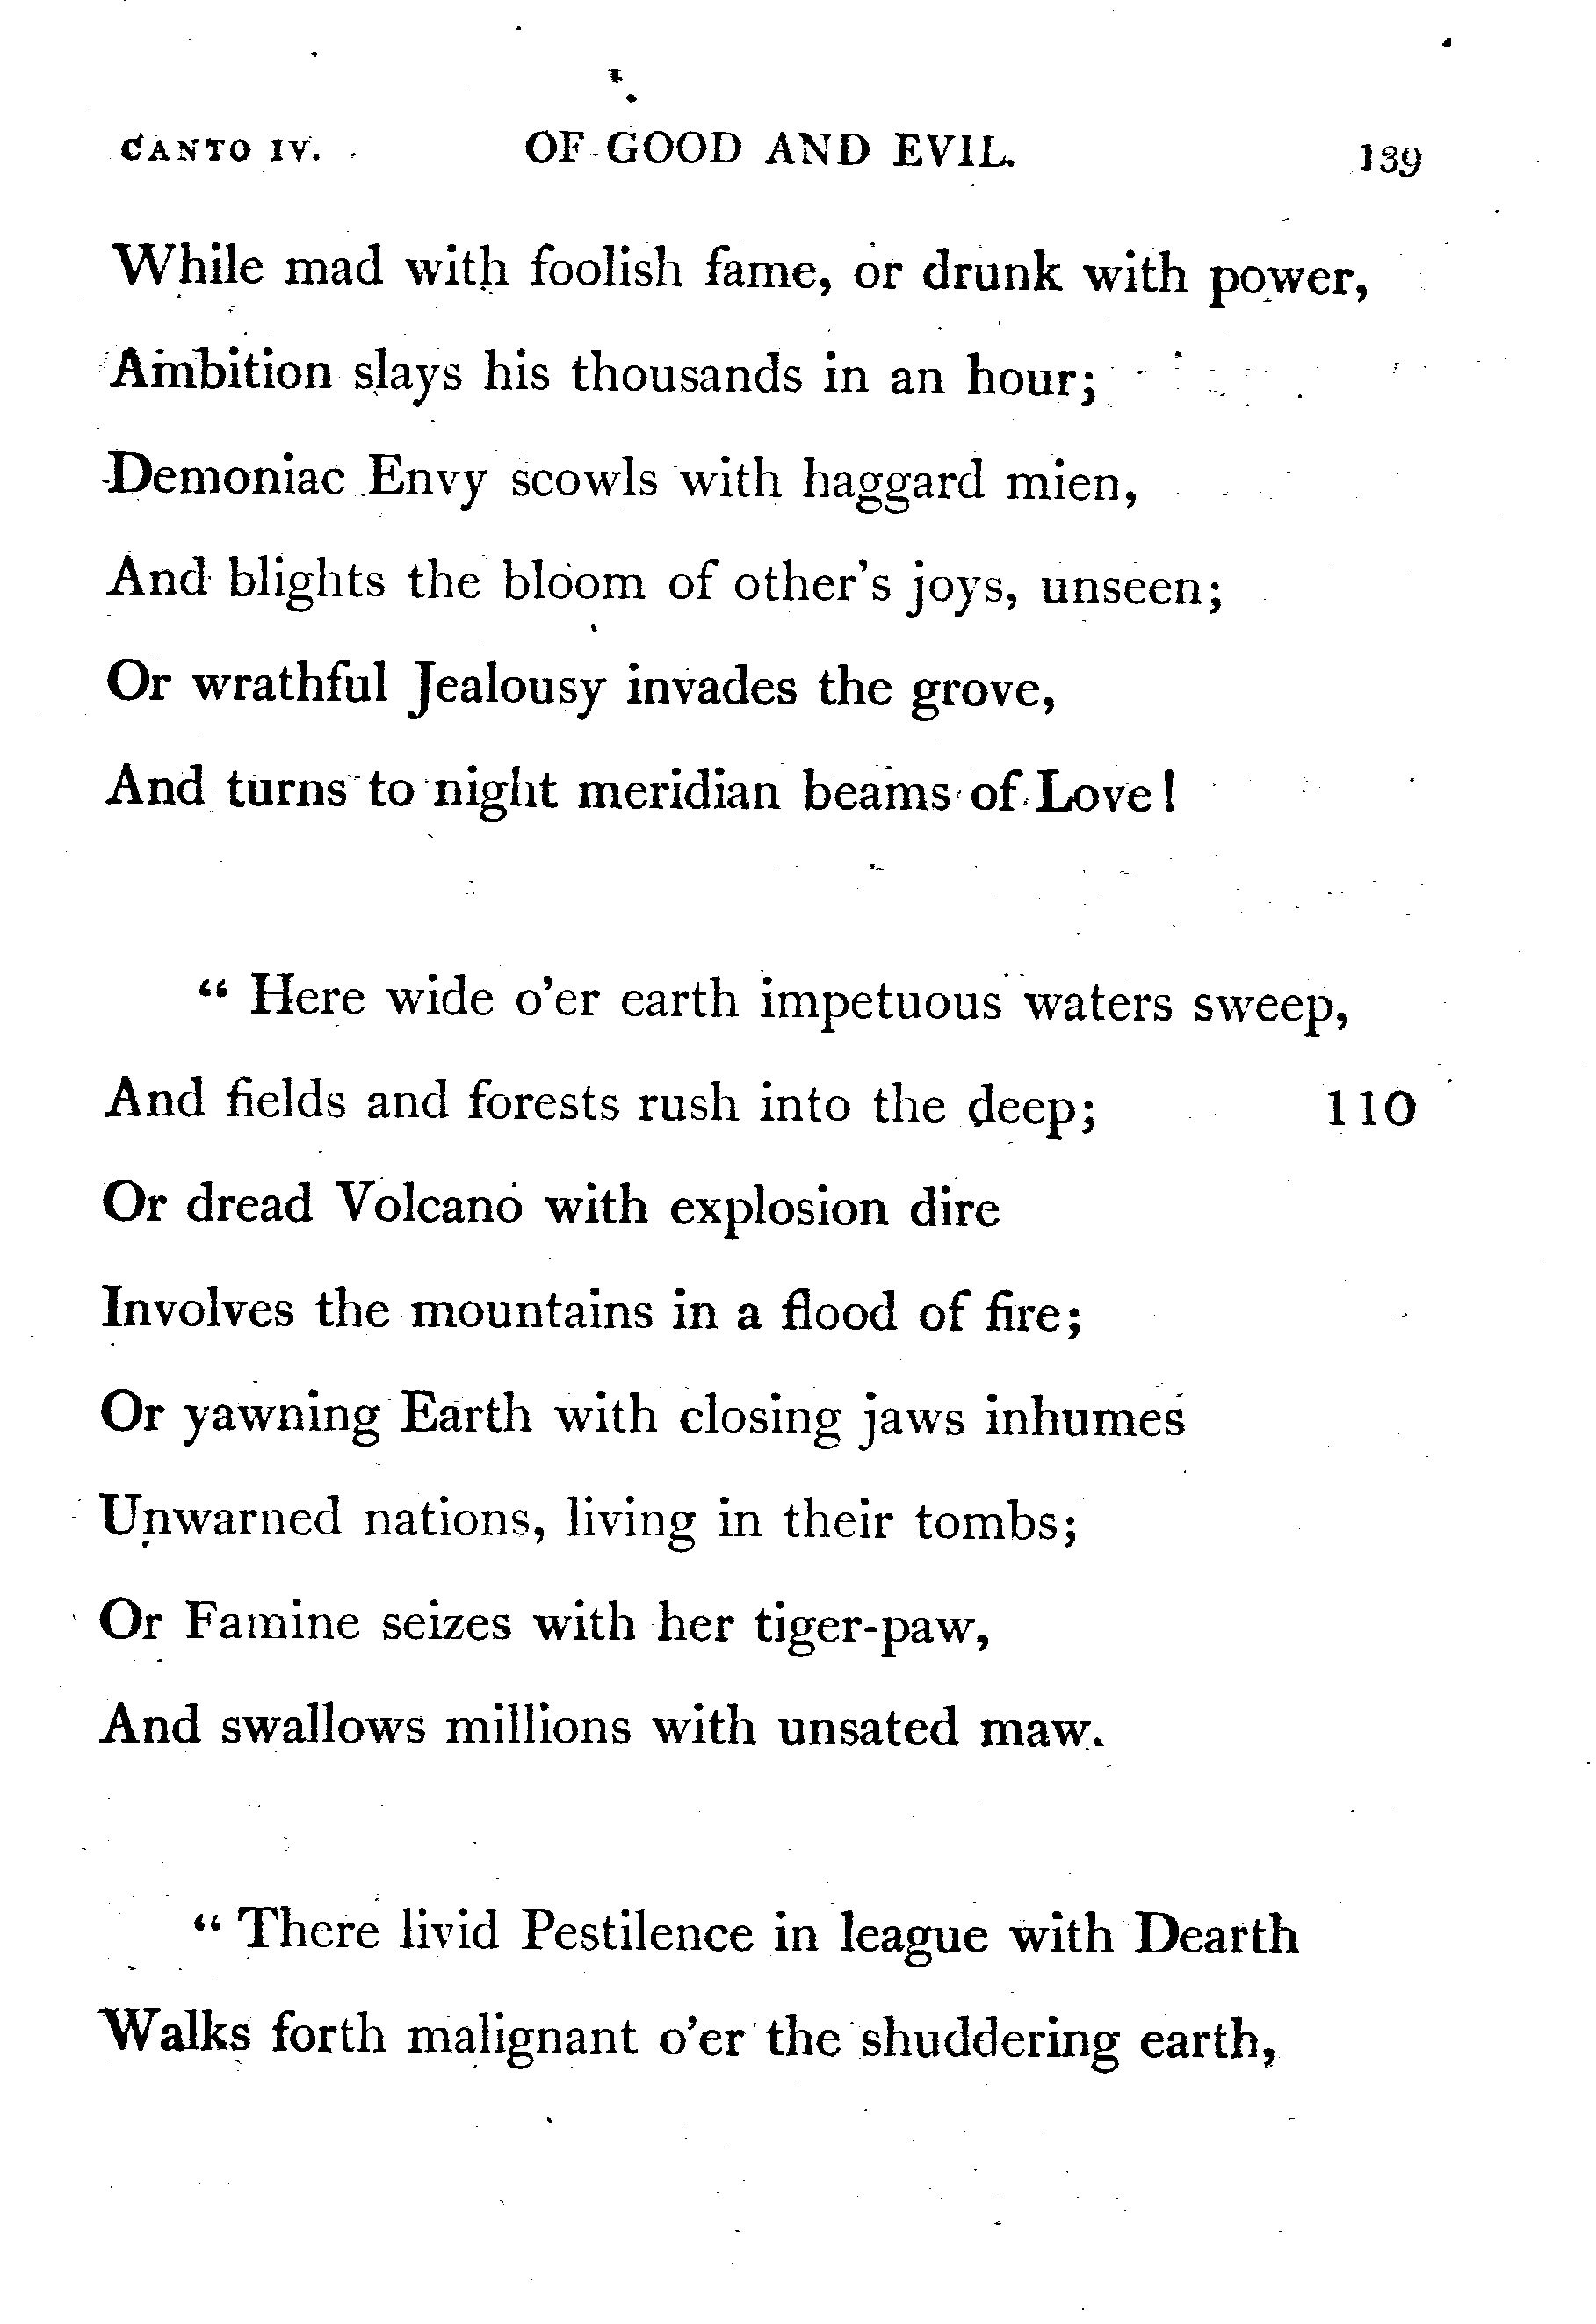 CANTO IV. OF GOOD AND EVIL. 139
While mad with foolish fame, or drunk with power,
Ambition slays his thousands in an hour;
Demoniac Envy scowls with haggard mien,
And blights the bloom of other's joys, unseen;
Or wrathful Jealousy invades the grove,
And turns to night meridian beams of Love!
“ Here wide o'er earth impetuous waters sweep,
And fields and forests rush into the deep; 110
Or dread Volcano with explosion dire
Involves the mountains in a flood of fire;
Or yawning Earth with closing jaws inhumes
Unwarned nations, living in their tombs;
Or Famine seizes with her tiger-paw,
And swallows millions with unsated maw.
“ There livid Pestilence in league with Dearth
Walks forth malignant o'er the shuddering earth,